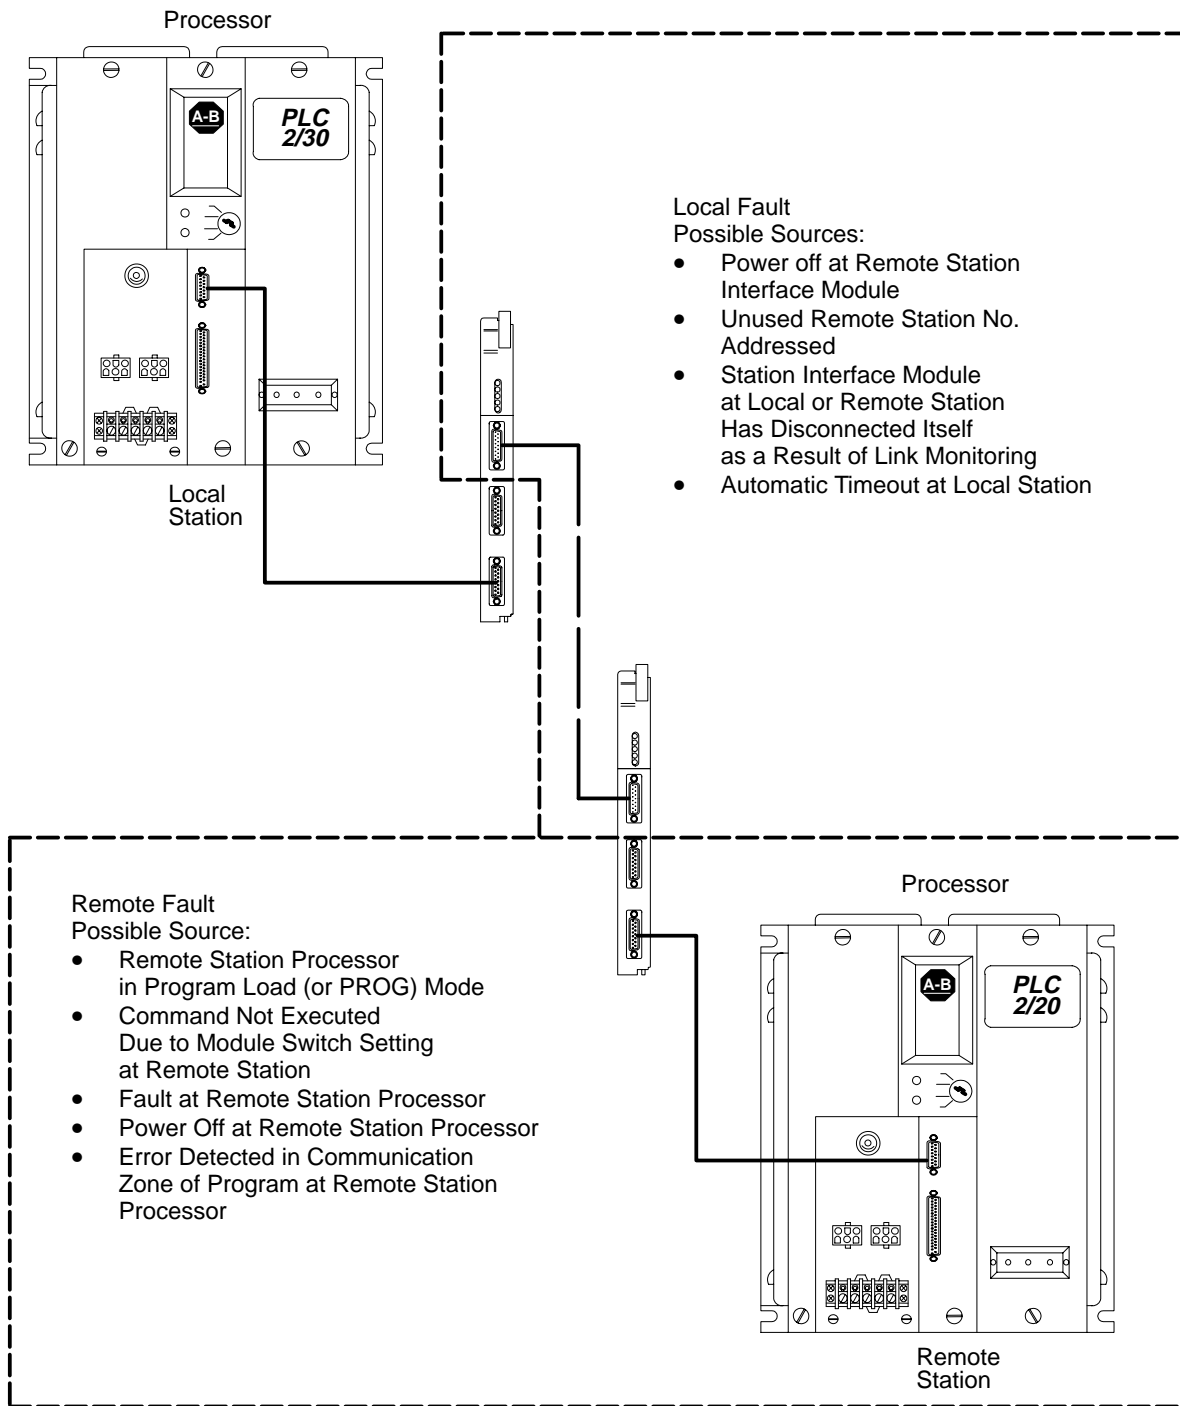 Processor
A-B
PLC
2/30
Local Fault
Possible Sources:
• Power off at Remote Station
Interface Module
• Unused Remote Station No.
Addressed
• Station Interface Module
at Local or Remote Station
Has Disconnected Itself
as a Result of Link Monitoring
• Automatic Timeout at Local Station
Local
Station
Remote Fault
Possible Source:
• Remote Station Processor
in Program Load (or PROG) Mode
• Command Not Executed
Due to Module Switch Setting
at Remote Station
• Fault at Remote Station Processor
• Power Off at Remote Station Processor
• Error Detected in Communication
Zone of Program at Remote Station
Processor
Processor
A-B
PLC
2/20
Remote
Station